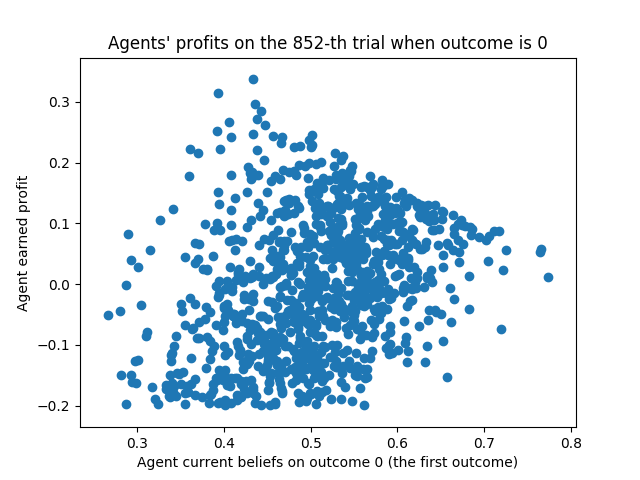 Agents' profits on the 852-th trial when outcome is 0
Agent earned profit
0.3
0.2
0.1
0.0
−0.1
−0.2
0.3 0.4 0.5 0.6 0.7 0.8
Agent current beliefs on outcome 0 (the first outcome)